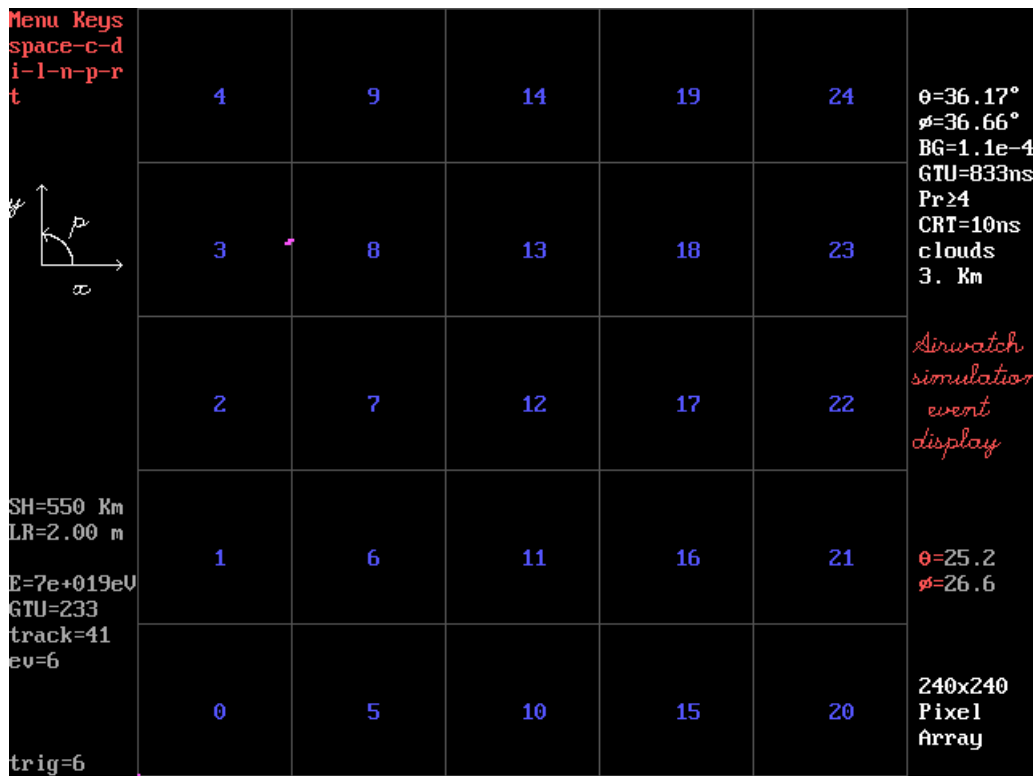 Menu Keys
space-c-d
i-l-n-p-r
t
4 9 14 19 24
θ=36.17°
ø=36.66°
BG=1.1e-4
GTU=833ns
Pr≥4
CRT=10ns
clouds
3. Km
y
p
x
3 8 13 18 23
Airwatch
simulation
event
display
2 7 12 17 22
SH=550 Km
LR=2.00 m
1 6 11 16 21
θ=25.2
ø=26.6
E=7e+019eV
GTU=233
track=41
ev=6
0 5 10 15 20
240x240
Pixel
Array
trig=6